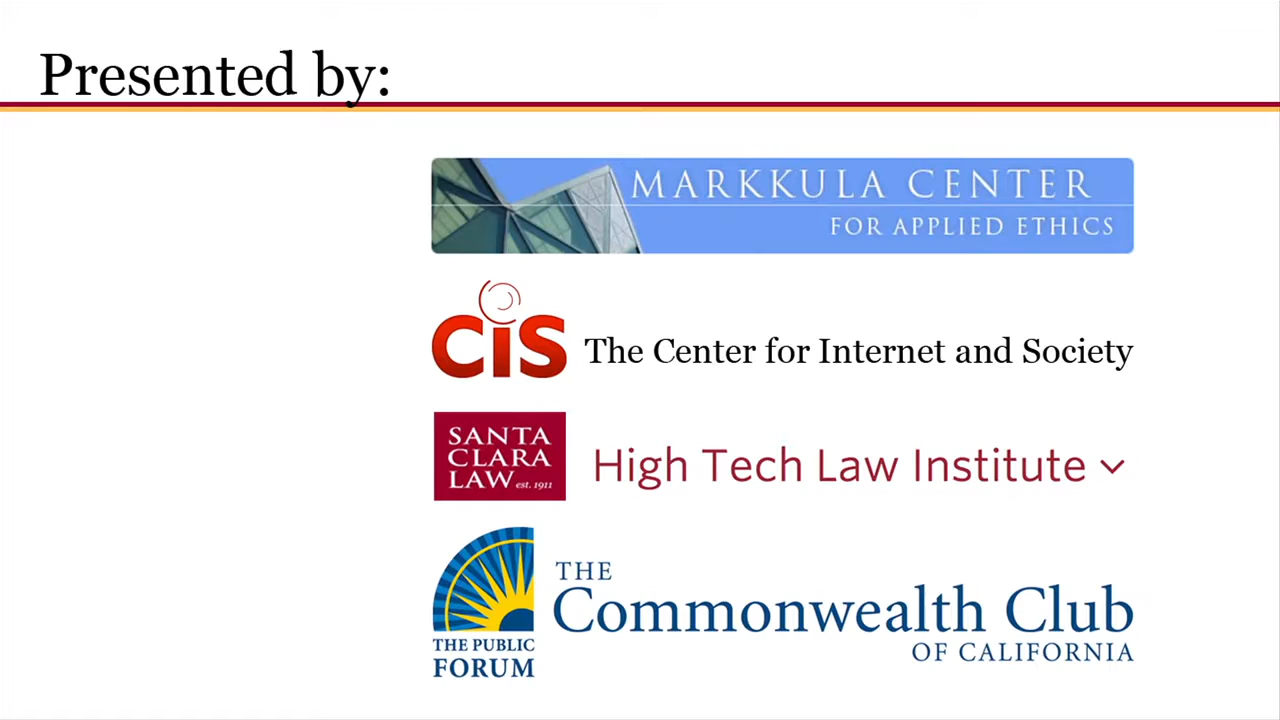 Presented by:
MARKKULA CENTER
FOR APPLIED ETHICS
CiS The Center for Internet and Society
SANTA
CLARA
LAW est. 1911
High Tech Law Institute
THE PUBLIC
FORUM
THE
Commonwealth Club
OF CALIFORNIA